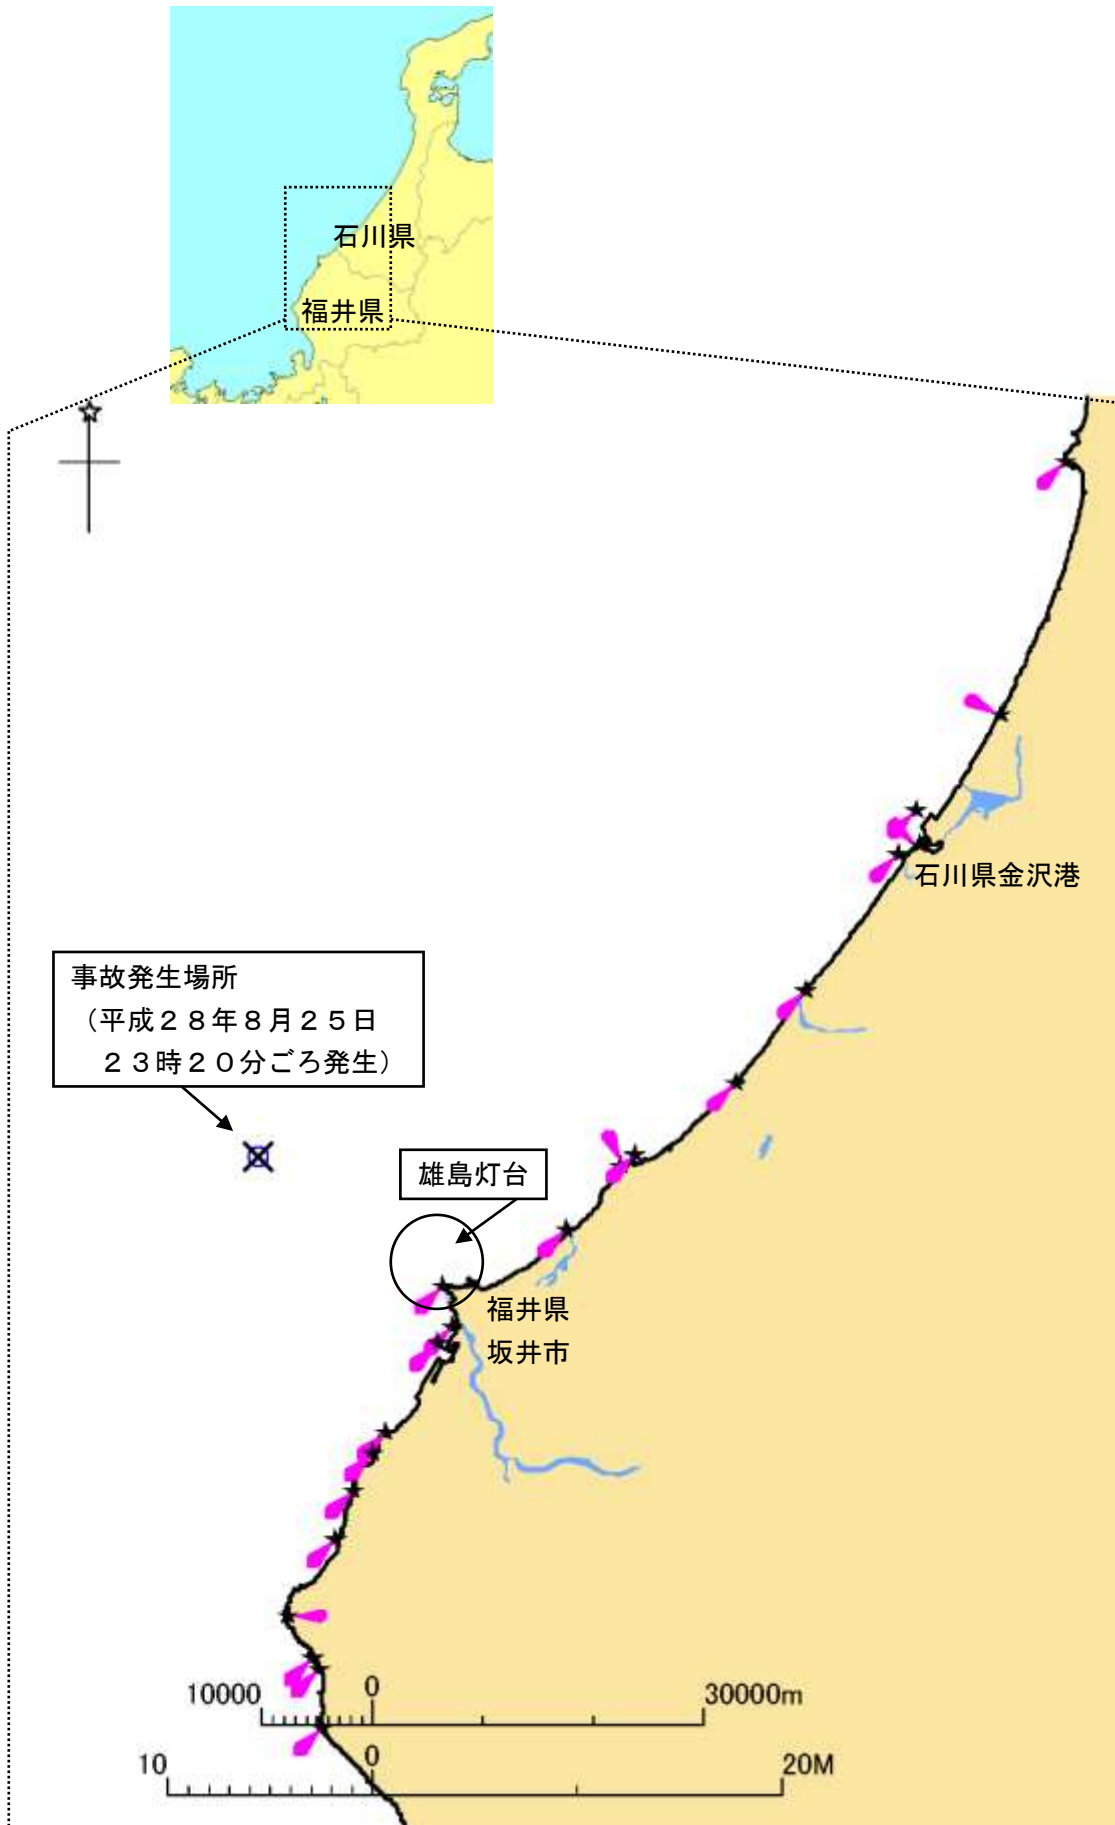 石川県
福井県
石川県金沢港
事故発生場所
（平成２８年８月２５日
２３時２０分ごろ発生）
雄島灯台
福井県
坂井市
10000 0 30000m
10 0 20M